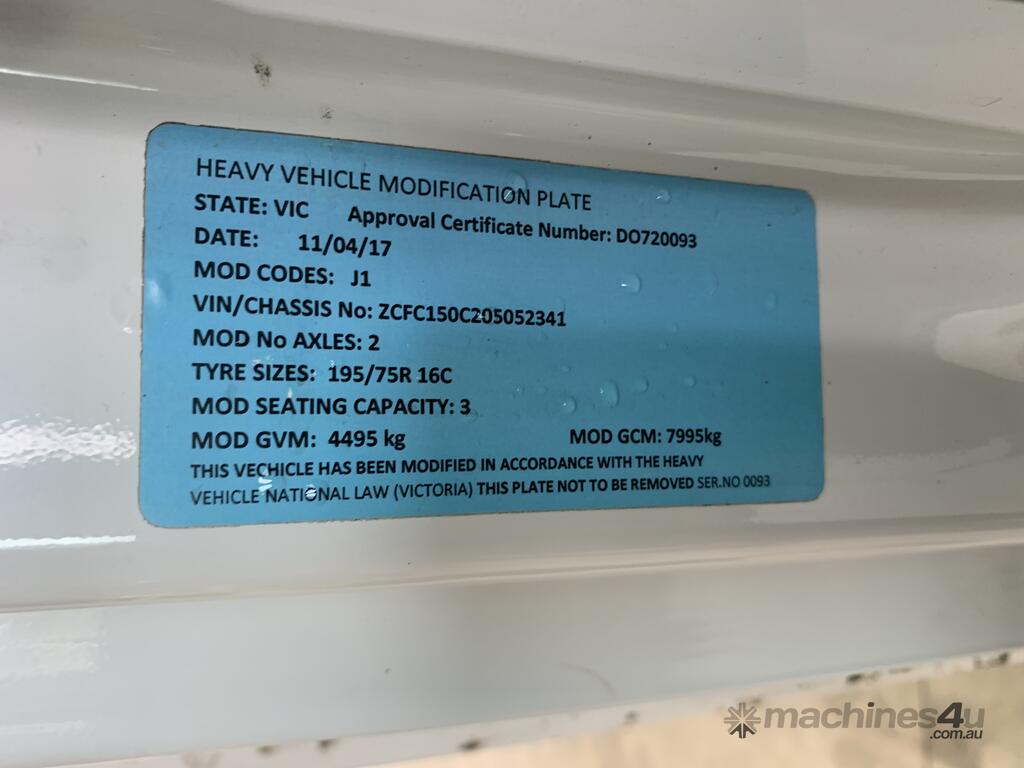 HEAVY VEHICLE MODIFICATION PLATE
STATE: VIC Approval Certificate Number: DO720093
DATE: 11/04/17
MOD CODES: J1
VIN/CHASSIS No: ZCFC150C205052341
MOD No AXLES: 2
TYRE SIZES: 195/75R 16C
MOD SEATING CAPACITY: 3
MOD GVM: 4495 kg MOD GCM: 7995kg
THIS VECHICLE HAS BEEN MODIFIED IN ACCORDANCE WITH THE HEAVY
VEHICLE NATIONAL LAW (VICTORIA) THIS PLATE NOT TO BE REMOVED SER.NO 0093
machines4u
.com.au